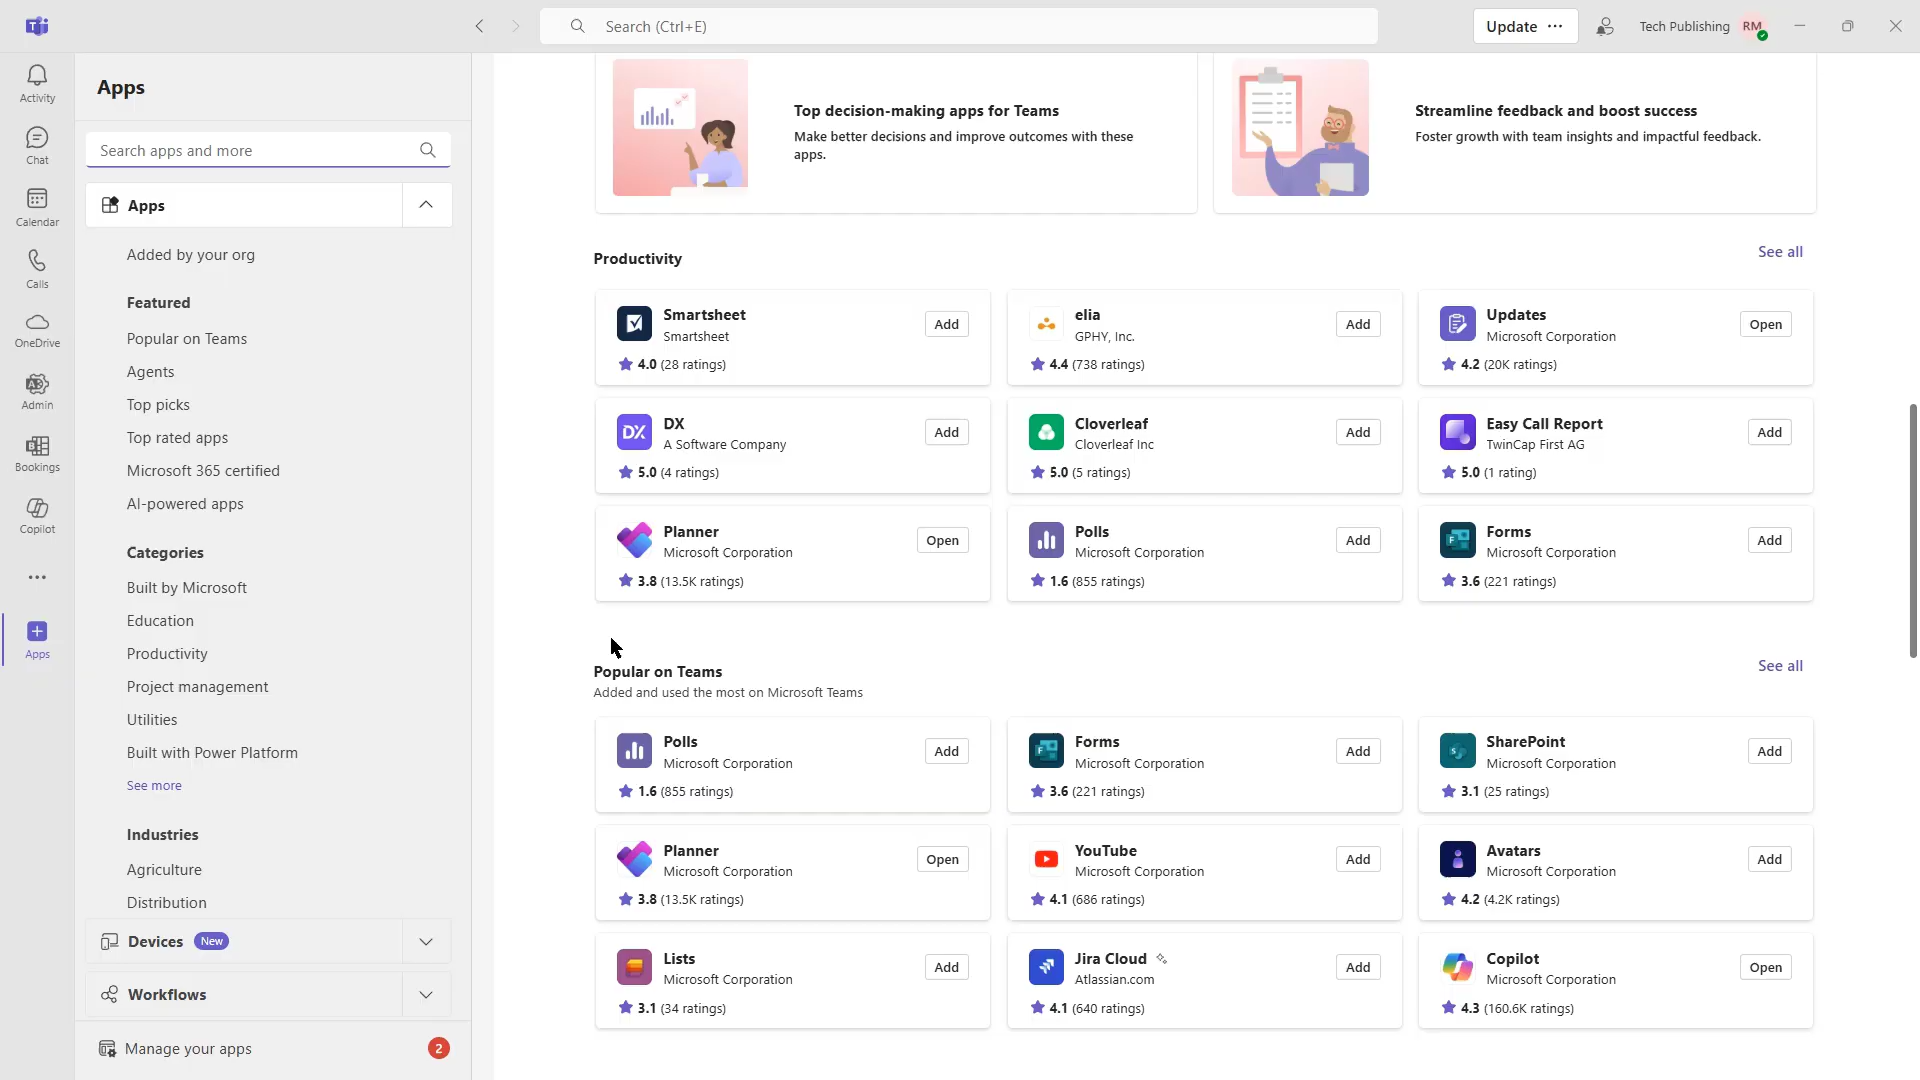 Search (Ctrl+E)
Update
Tech Publishing
RM
Activity
Chat
Calendar
Calls
OneDrive
Admin
Bookings
Copilot
Apps
Apps
Search apps and more
Apps
Added by your org
Featured
Popular on Teams
Agents
Top picks
Top rated apps
Microsoft 365 certified
AI-powered apps
Categories
Built by Microsoft
Education
Productivity
Project management
Utilities
Built with Power Platform
See more
Industries
Agriculture
Distribution
Devices New
Workflows
Manage your apps 2
Top decision-making apps for Teams
Make better decisions and improve outcomes with these
apps.
Streamline feedback and boost success
Foster growth with team insights and impactful feedback.
Productivity
See all
Smartsheet
Smartsheet
Add
4.0 (28 ratings)
elia
GPHY, Inc.
Add
4.4 (738 ratings)
Updates
Microsoft Corporation
Open
4.2 (20K ratings)
DX
DX
A Software Company
Add
5.0 (4 ratings)
Cloverleaf
Cloverleaf Inc
Add
5.0 (5 ratings)
Easy Call Report
TwinCap First AG
Add
5.0 (1 rating)
Planner
Microsoft Corporation
Open
3.8 (13.5K ratings)
Polls
Microsoft Corporation
Add
1.6 (855 ratings)
Forms
Microsoft Corporation
Add
3.6 (221 ratings)
Popular on Teams
See all
Added and used the most on Microsoft Teams
Polls
Microsoft Corporation
Add
1.6 (855 ratings)
Forms
Microsoft Corporation
Add
3.6 (221 ratings)
SharePoint
Microsoft Corporation
Add
3.1 (25 ratings)
Planner
Microsoft Corporation
Open
3.8 (13.5K ratings)
YouTube
Microsoft Corporation
Add
4.1 (686 ratings)
Avatars
Microsoft Corporation
Add
4.2 (4.2K ratings)
Lists
Microsoft Corporation
Add
3.1 (34 ratings)
Jira Cloud
Atlassian.com
Add
4.1 (640 ratings)
Copilot
Microsoft Corporation
Open
4.3 (160.6K ratings)